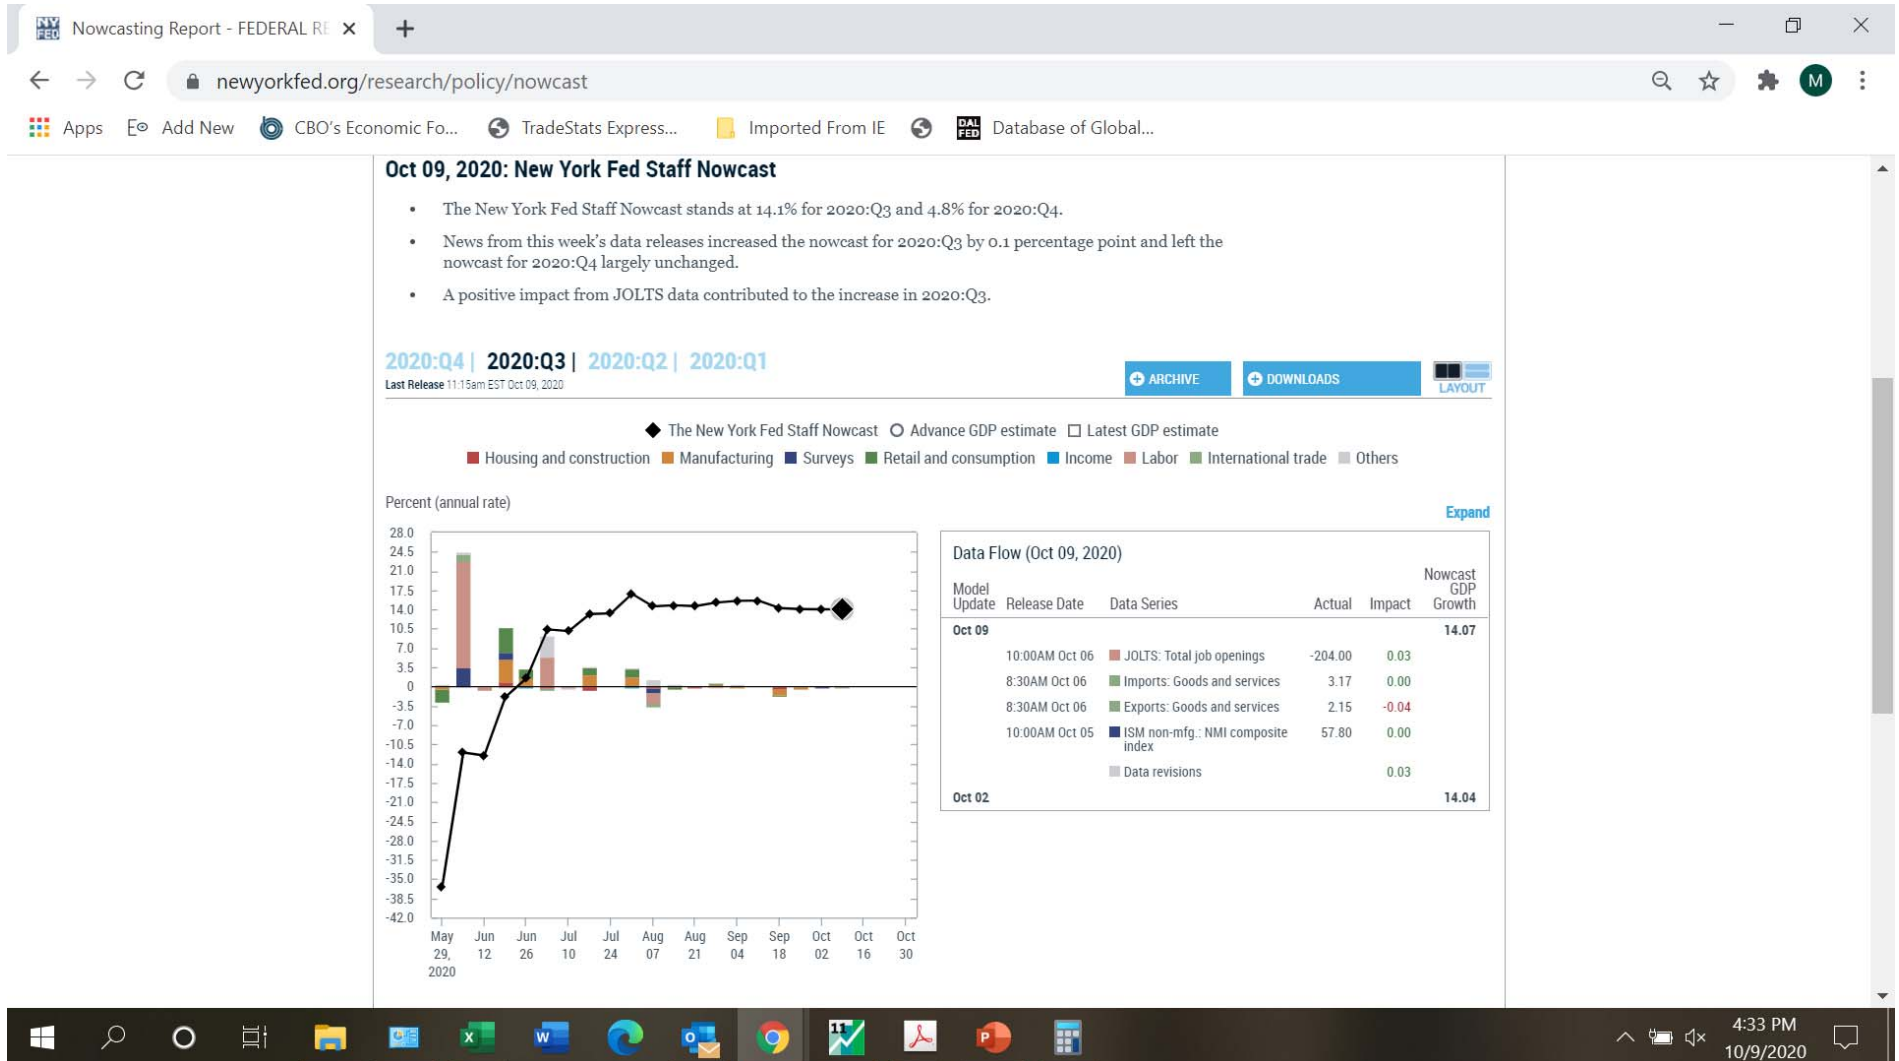 NY
FED
Nowcasting Report - FEDERAL RE
newyorkfed.org/research/policy/nowcast
M
Apps
Add New
CBO's Economic Fo...
TradeStats Express...
Imported From IE
DAL
FED
Database of Global...
Oct 09, 2020: New York Fed Staff Nowcast
• The New York Fed Staff Nowcast stands at 14.1% for 2020:Q3 and 4.8% for 2020:Q4.
• News from this week's data releases increased the nowcast for 2020:Q3 by 0.1 percentage point and left the
nowcast for 2020:Q4 largely unchanged.
• A positive impact from JOLTS data contributed to the increase in 2020:Q3.
2020:Q4 | 2020:Q3 | 2020:Q2 | 2020:Q1
Last Release 11:15am EST Oct 09, 2020
ARCHIVE
DOWNLOADS
LAYOUT
The New York Fed Staff Nowcast Advance GDP estimate Latest GDP estimate
Housing and construction Manufacturing Surveys Retail and consumption Income Labor International trade Others
Percent (annual rate)
Expand
28.0
24.5
21.0
17.5
14.0
10.5
7.0
3.5
0
-3.5
-7.0
-10.5
-14.0
-17.5
-21.0
-24.5
-28.0
-31.5
-35.0
-38.5
-42.0
May Jun Jun Jul Jul Aug Aug Sep Sep Oct Oct Oct
29, 12 26 10 24 07 21 04 18 02 16 30
2020
Data Flow (Oct 09, 2020)
Nowcast
Model GDP
Update Release Date Data Series Actual Impact Growth
Oct 09 14.07
10:00AM Oct 06 JOLTS: Total job openings -204.00 0.03
8:30AM Oct 06 Imports: Goods and services 3.17 0.00
8:30AM Oct 06 Exports: Goods and services 2.15 -0.04
10:00AM Oct 05 ISM non-mfg.: NMI composite 57.80 0.00
index
Data revisions 0.03
Oct 02 14.04
11
4:33 PM
10/9/2020